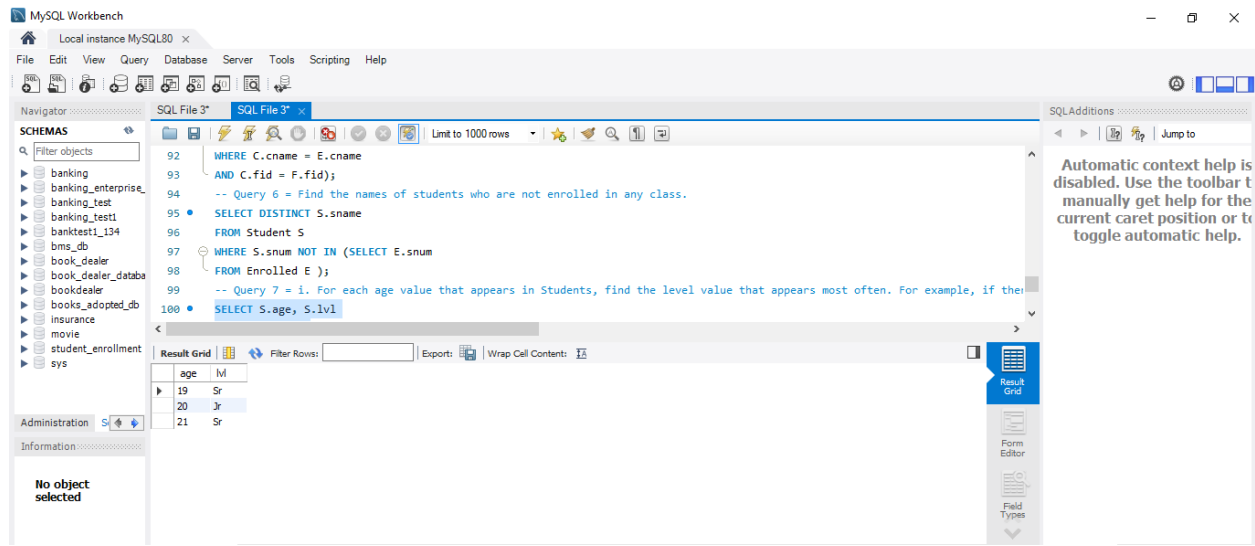 MySQL Workbench
Local instance MySQL80 ×
File Edit View Query Database Server Tools Scripting Help
Navigator
SCHEMAS
Filter objects
banking
banking_enterprise_
banking_test
banking_test1
banktest1_134
bms_db
book_dealer
book_dealer_databa
bookdealer
books_adopted_db
insurance
movie
student_enrollment
sys
Administration
Information
No object
selected
SQL File 3* SQL File 3* ×
Limit to 1000 rows
92 WHERE C.cname = E.cname
93 AND C.fid = F.fid);
94 -- Query 6 = Find the names of students who are not enrolled in any class.
95 SELECT DISTINCT S.sname
96 FROM Student S
97 WHERE S.snum NOT IN (SELECT E.snum
98 FROM Enrolled E );
99 -- Query 7 = i. For each age value that appears in Students, find the level value that appears most often. For example, if ther
100 SELECT S.age, S.lvl
Result Grid Filter Rows: Export: Wrap Cell Content:
age lvl
19 Sr
20 Jr
21 Sr
Result
Grid
Form
Editor
Field
Types
SQLAdditions
Jump to
Automatic context help is
disabled. Use the toolbar t
manually get help for the
current caret position or to
toggle automatic help.